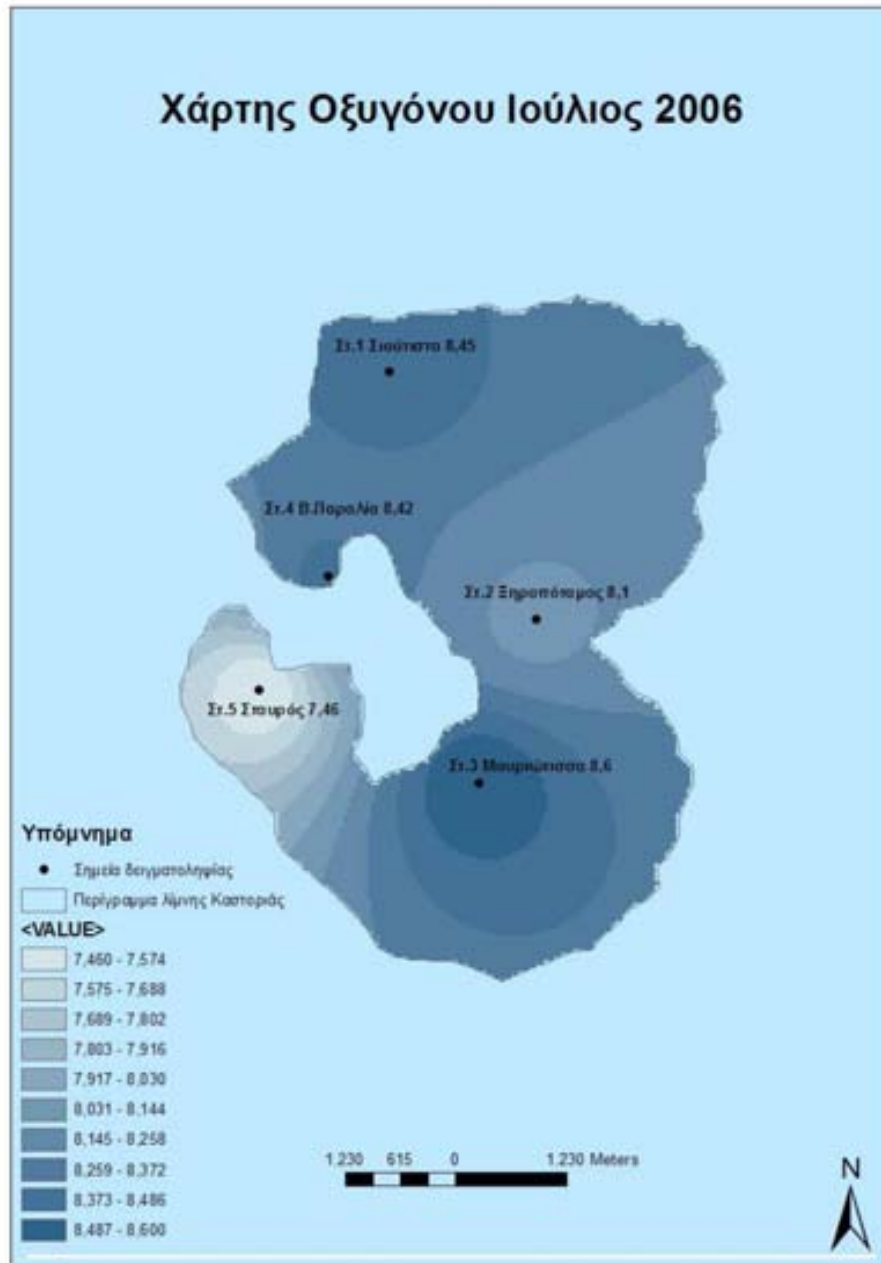 Χάρτης Οξυγόνου Ιούλιος 2006
Στ.1 Σιούτιστα 8,45
Στ.4 Β.Παραλία 8,42
Στ.2 Ξηροπόταμος 8,1
Στ.5 Σταυρός 7,46
Στ.3 Μαυριώτισσα 8,6
Υπόμνημα
Σημεία δειγματοληψίας
Περίγραμμα λίμνης Καστοριάς
<VALUE>
7,460 - 7,574
7,575 - 7,688
7,689 - 7,802
7,803 - 7,916
7,917 - 8,030
8,031 - 8,144
8,145 - 8,258
8,259 - 8,372
8,373 - 8,486
8,487 - 8,600
1.230 615 0 1.230 Meters
N